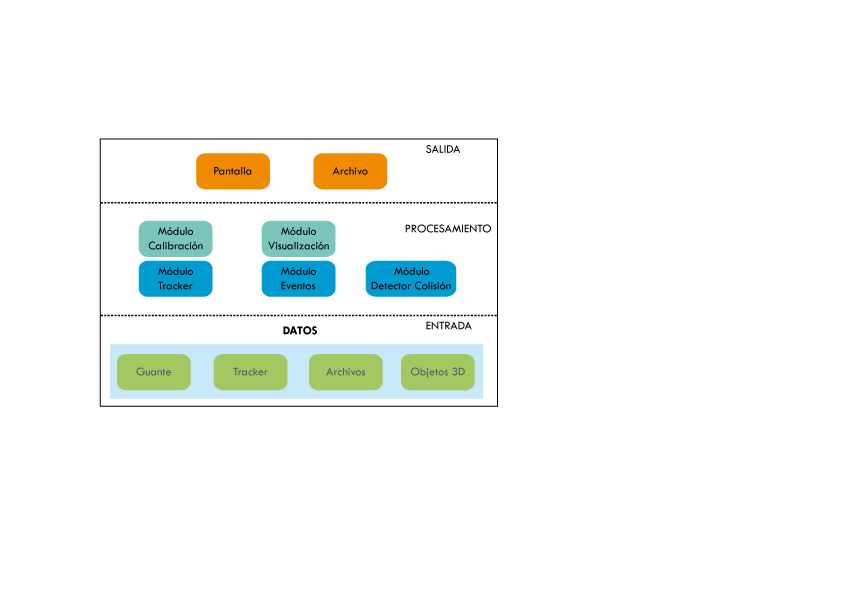 SALIDA
Pantalla
Archivo
PROCESAMIENTO
Módulo
Calibración
Módulo
Visualización
Módulo
Tracker
Módulo
Eventos
Módulo
Detector Colisión
ENTRADA
DATOS
Guante
Tracker
Archivos
Objetos 3D